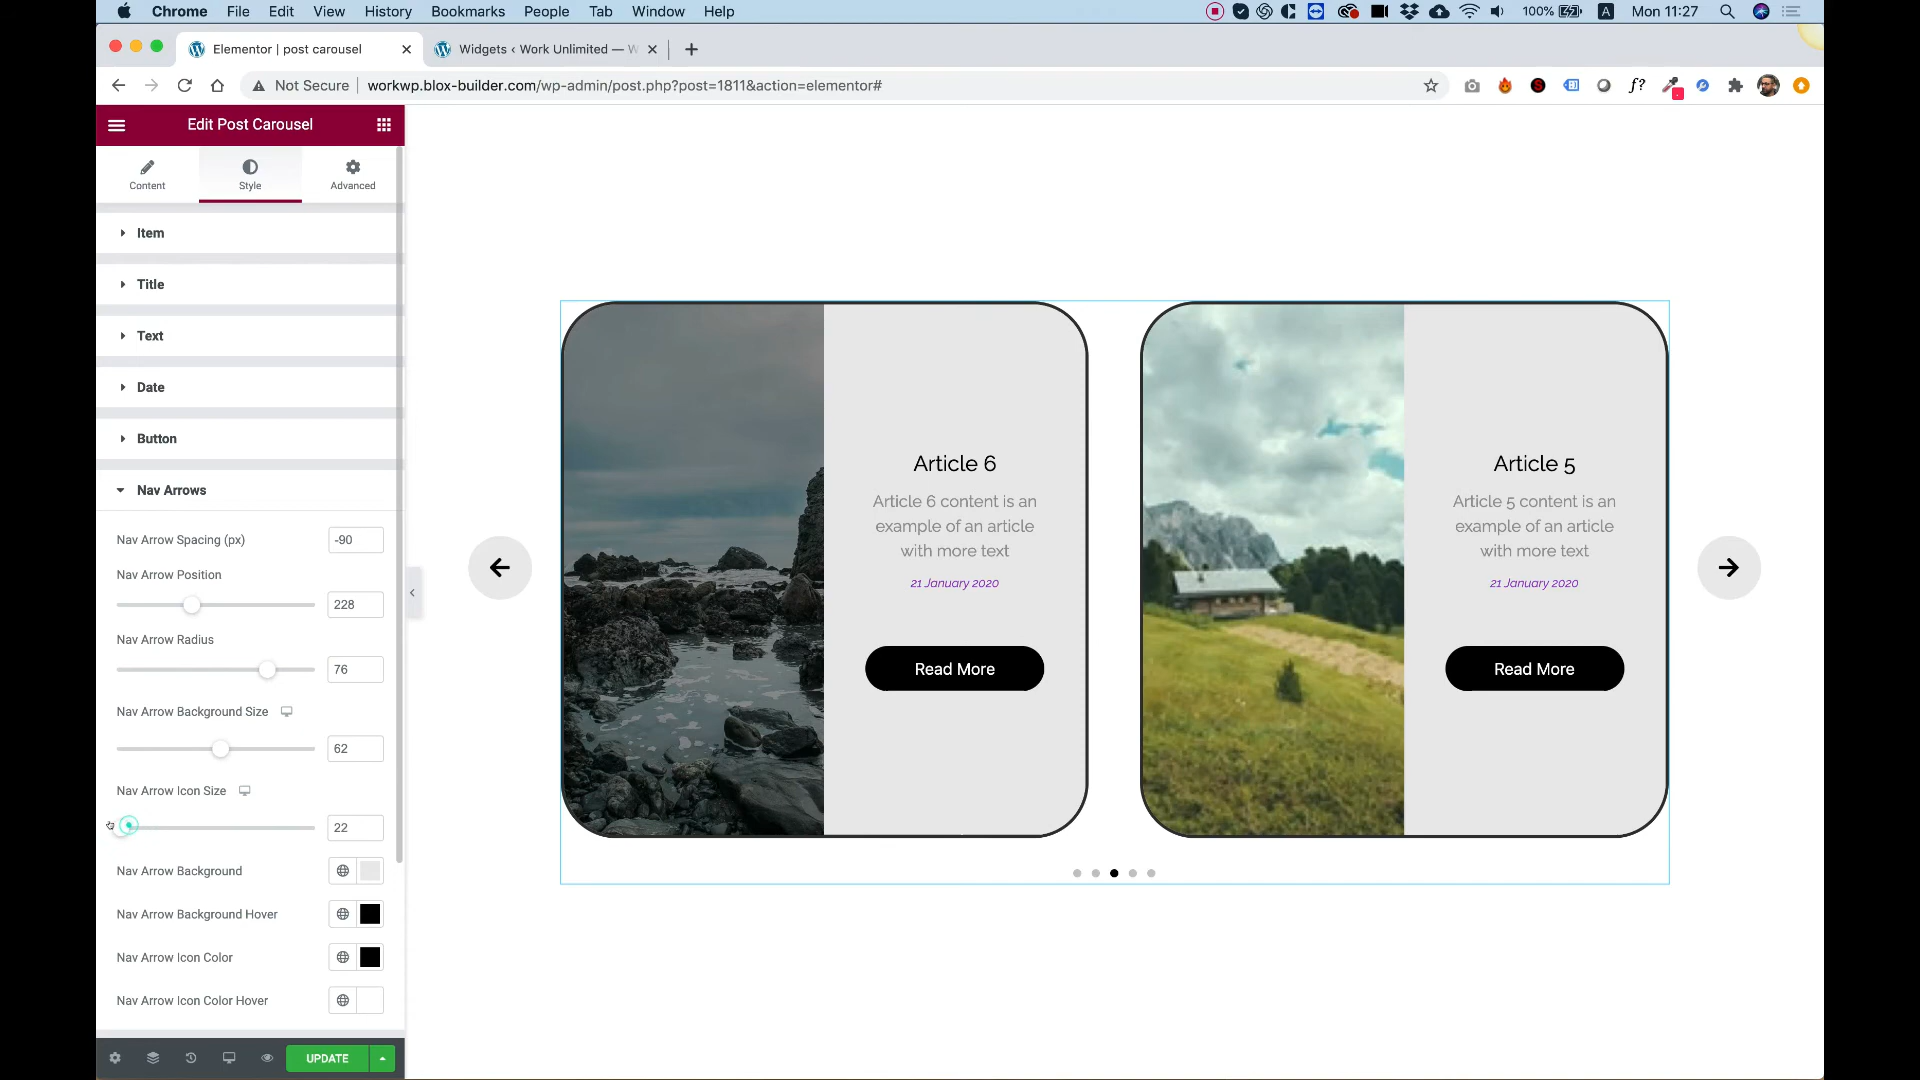 Chrome File Edit View History Bookmarks People Tab Window Help 100% A Mon 11:27
Elementor | post carousel
Widgets ‹ Work Unlimited — W
Not Secure workwp.blox-builder.com/wp-admin/post.php?post=1811&action=elementor#
f?
Edit Post Carousel
Content Style Advanced
Item
Title
Text
Date
Button
Nav Arrows
Nav Arrow Spacing (px) -90
Nav Arrow Position
228
Nav Arrow Radius
76
Nav Arrow Background Size
62
Nav Arrow Icon Size
22
Nav Arrow Background
Nav Arrow Background Hover
Nav Arrow Icon Color
Nav Arrow Icon Color Hover
UPDATE
Article 6
Article 6 content is an
example of an article
with more text
21 January 2020
Read More
Article 5
Article 5 content is an
example of an article
with more text
21 January 2020
Read More